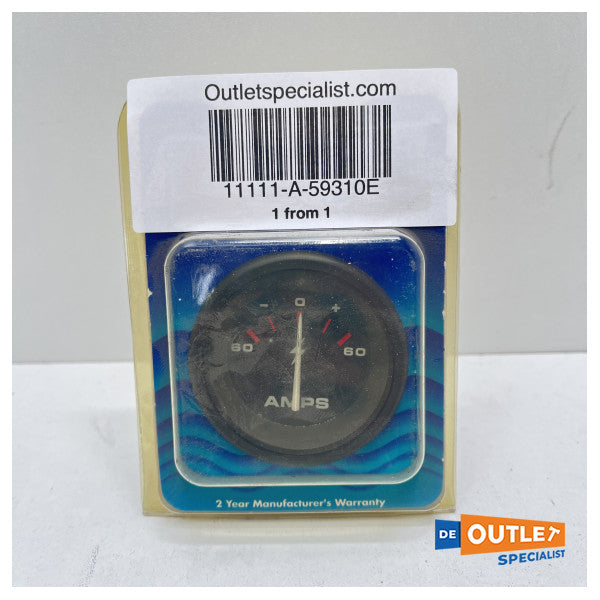 Outletspecialist.com
11111-A-59310E
1 from 1
- 0 +
60 60
AMPS
2 Year Manufacturer's Warranty
DE OUTLET
SPECIALIST